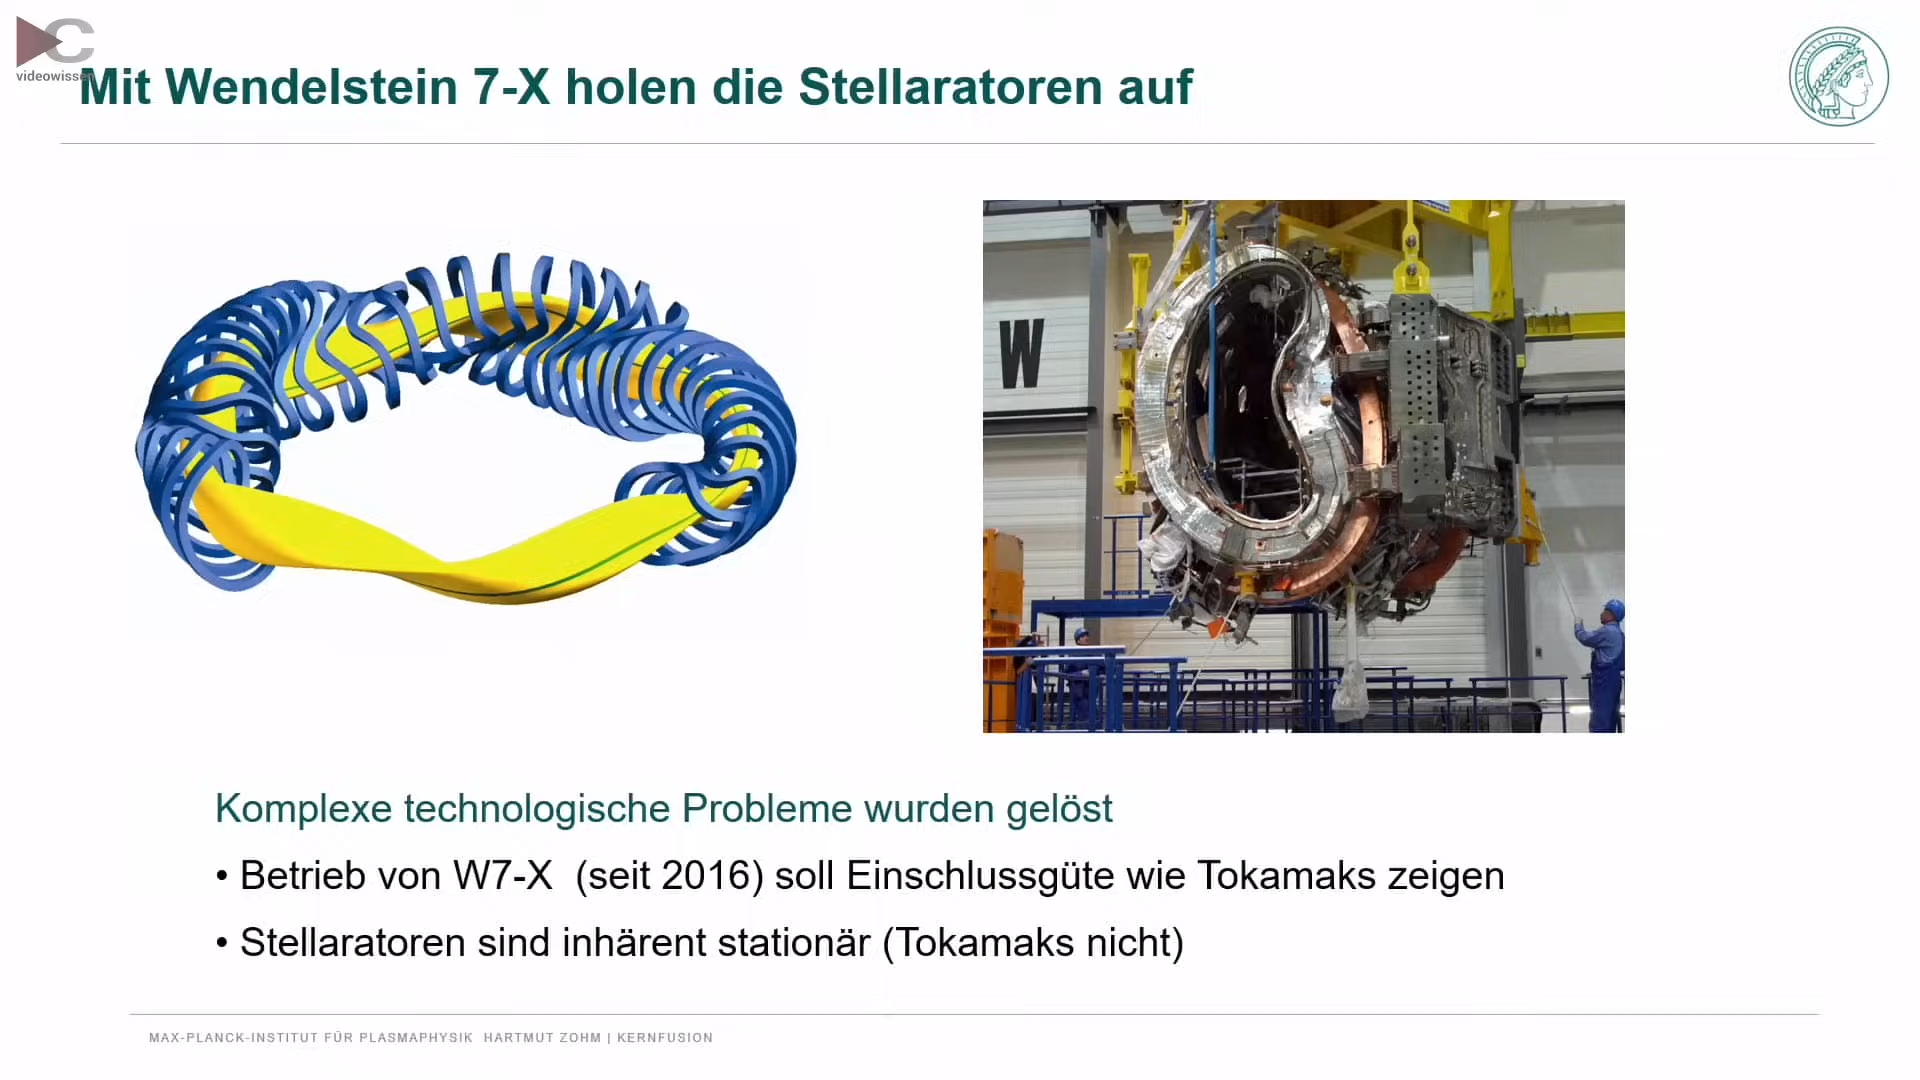 C
videowissen
Mit Wendelstein 7-X holen die Stellaratoren auf
W
Komplexe technologische Probleme wurden gelöst
• Betrieb von W7-X (seit 2016) soll Einschlussgüte wie Tokamaks zeigen
• Stellaratoren sind inhärent stationär (Tokamaks nicht)
MAX-PLANCK-INSTITUT FÜR PLASMAPHYSIK HARTMUT ZOHM | KERNFUSION